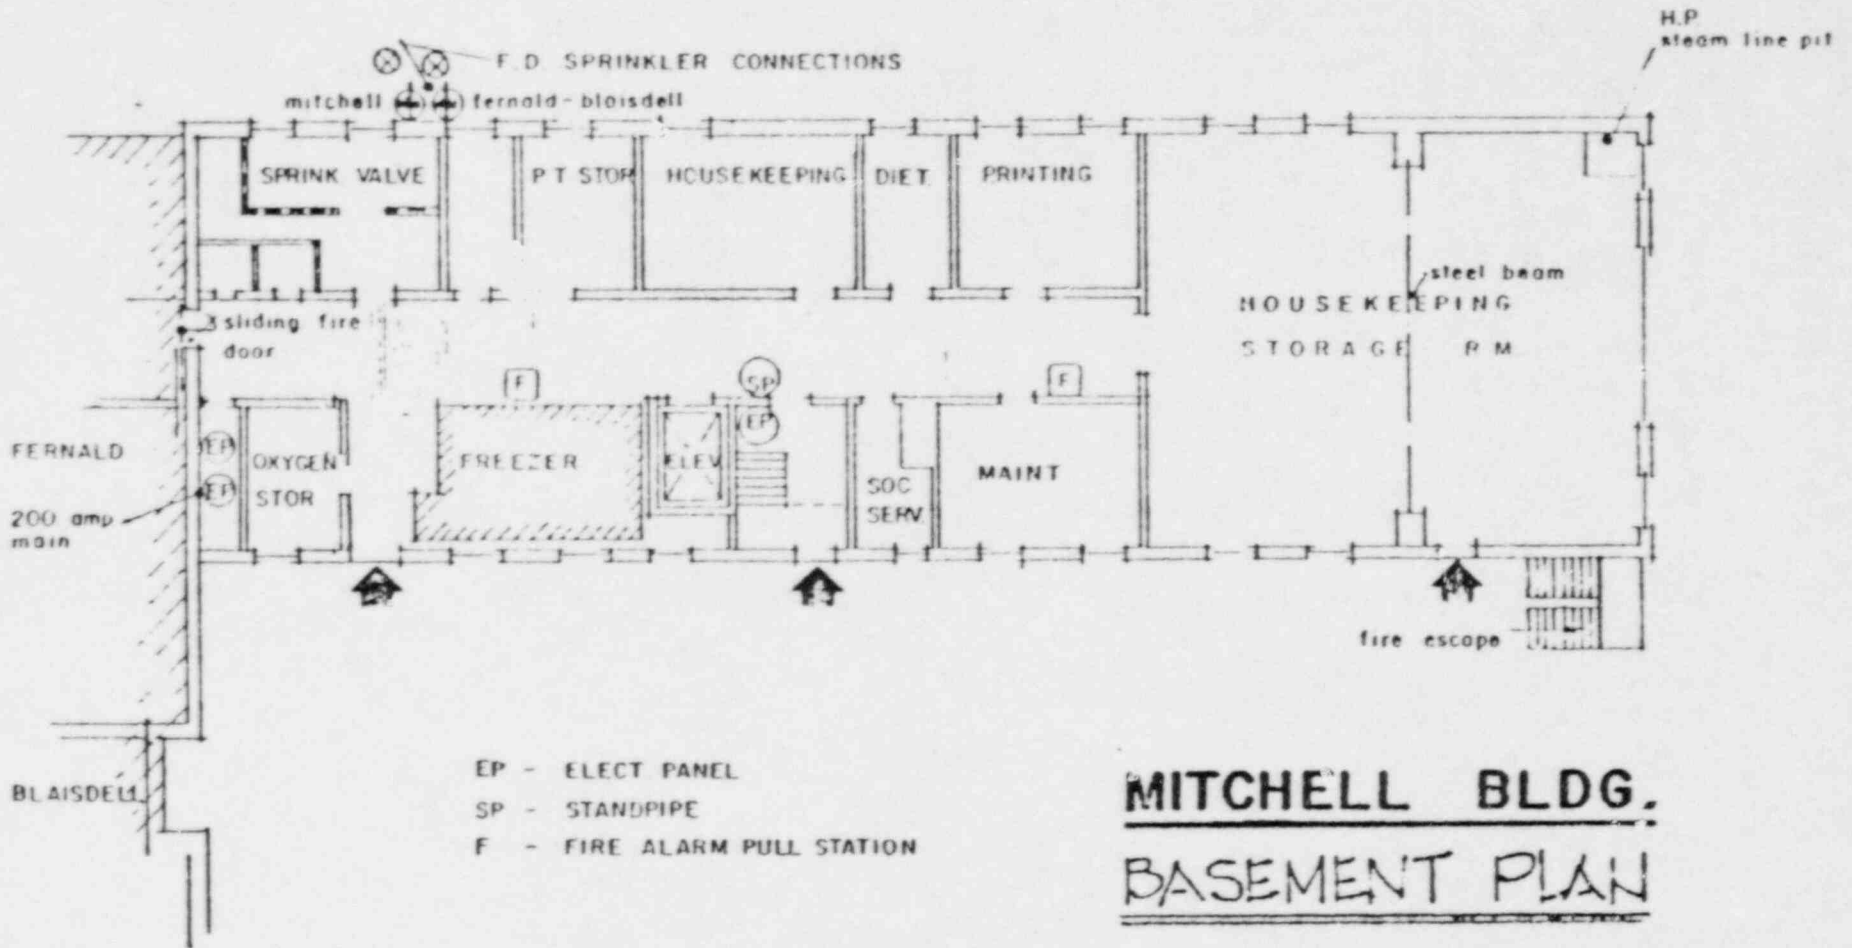 H.P.
steam line pit
F.D. SPRINKLER CONNECTIONS
mitchell
fernald-blaisdell
SPRINK VALVE
P T STOR
HOUSEKEEPING
DIET.
PRINTING
steel beam
HOUSEKEEPING
STORAGE RM
sliding fire
door
F
SP
F
EP
FERNALD
EP
OXYGEN
STOR
FREEZER
ELEV
MAINT
SOC
SERV.
EP
200 amp
main
fire escape
EP - ELECT PANEL
SP - STANDPIPE
F - FIRE ALARM PULL STATION
BLAISDELL
MITCHELL BLDG.
BASEMENT PLAN